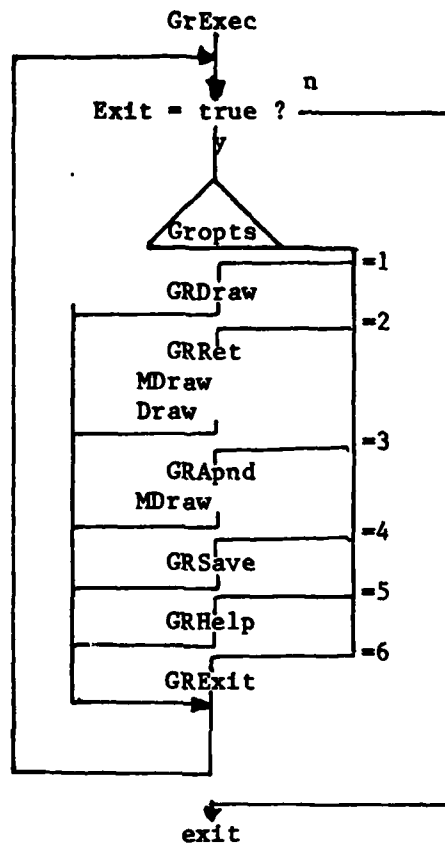 GrExec
n
Exit = true ?
y
Gropts
=1
GRDraw
=2
GRRet
MDraw
Draw
=3
GRApnd
MDraw
=4
GRSave
=5
GRHelp
=6
GRExit
exit